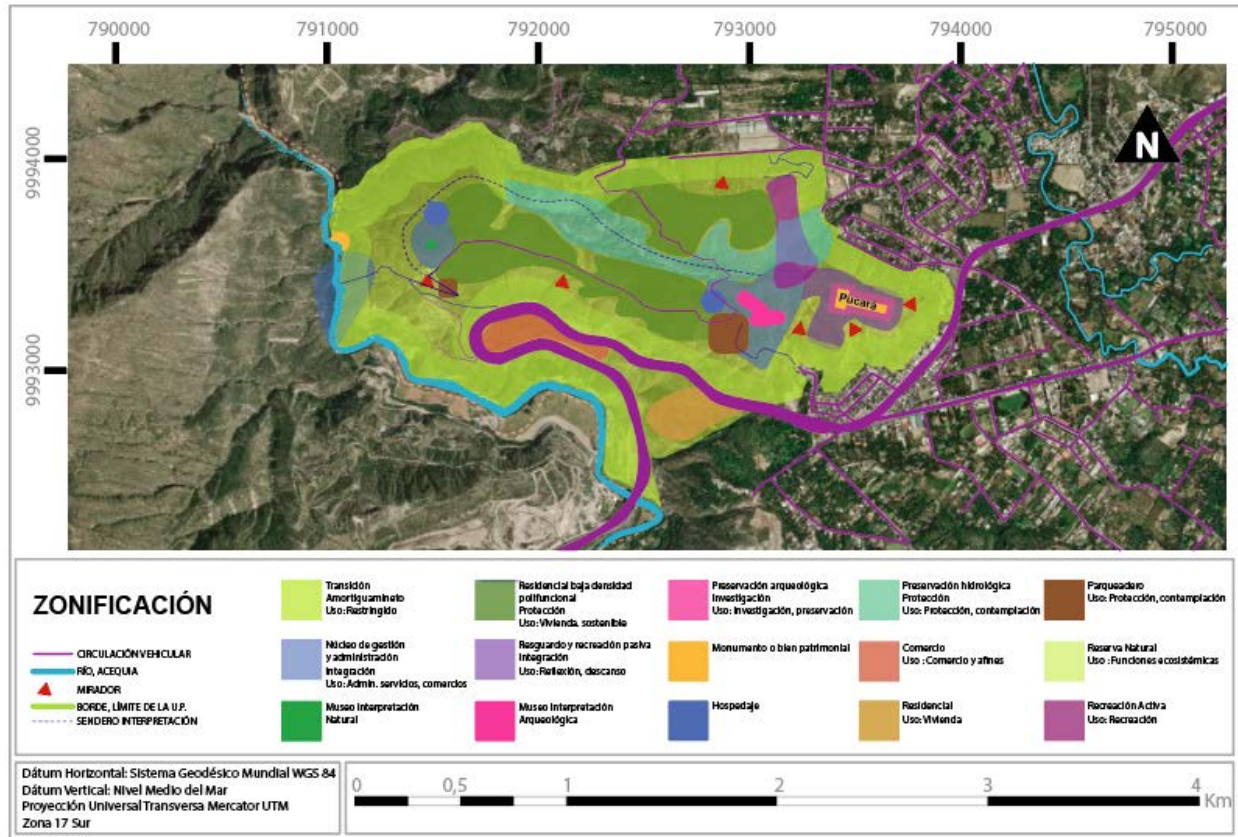 790000 791000 792000 793000 794000 795000
9994000
N
Pucará
9993000
ZONIFICACIÓN
CIRCULACIÓN VEHICULAR
RÍO, ACEQUIA
MIRADOR
BORDE, LÍMITE DE LA U.P.
SENDERO INTERPRETACIÓN
Transición
Amortiguamineto
Uso: Restringido
Residencial baja densidad
polifuncional
Protección
Uso: Vivienda. sostenible
Preservación arqueológica
Investigación
Uso: Investigación, preservación
Preservación hidrológica
Protección
Uso: Protección, contemplación
Parqueadero
Uso: Protección, contemplación
Núcleo de gestión
y administración
Integración
Uso: Admin. servicios, comercios
Resguardo y recreación pasiva
Integración
Uso: Reflexión, descanso
Monumento o bien patrimonial
Comercio
Uso : Comercio y afines
Reserva Natural
Uso : Funciones ecosistémicas
Museo Interpretación
Natural
Museo Interpretación
Arqueológica
Hospedaje
Residencial
Uso: Vivienda
Recreación Activa
Uso: Recreación
Dátum Horizontal: Sistema Geodésico Mundial WGS 84
Dátum Vertical: Nivel Medio del Mar
Proyección Universal Transversa Mercator UTM
Zona 17 Sur
0 0,5 1 2 3 4
Km